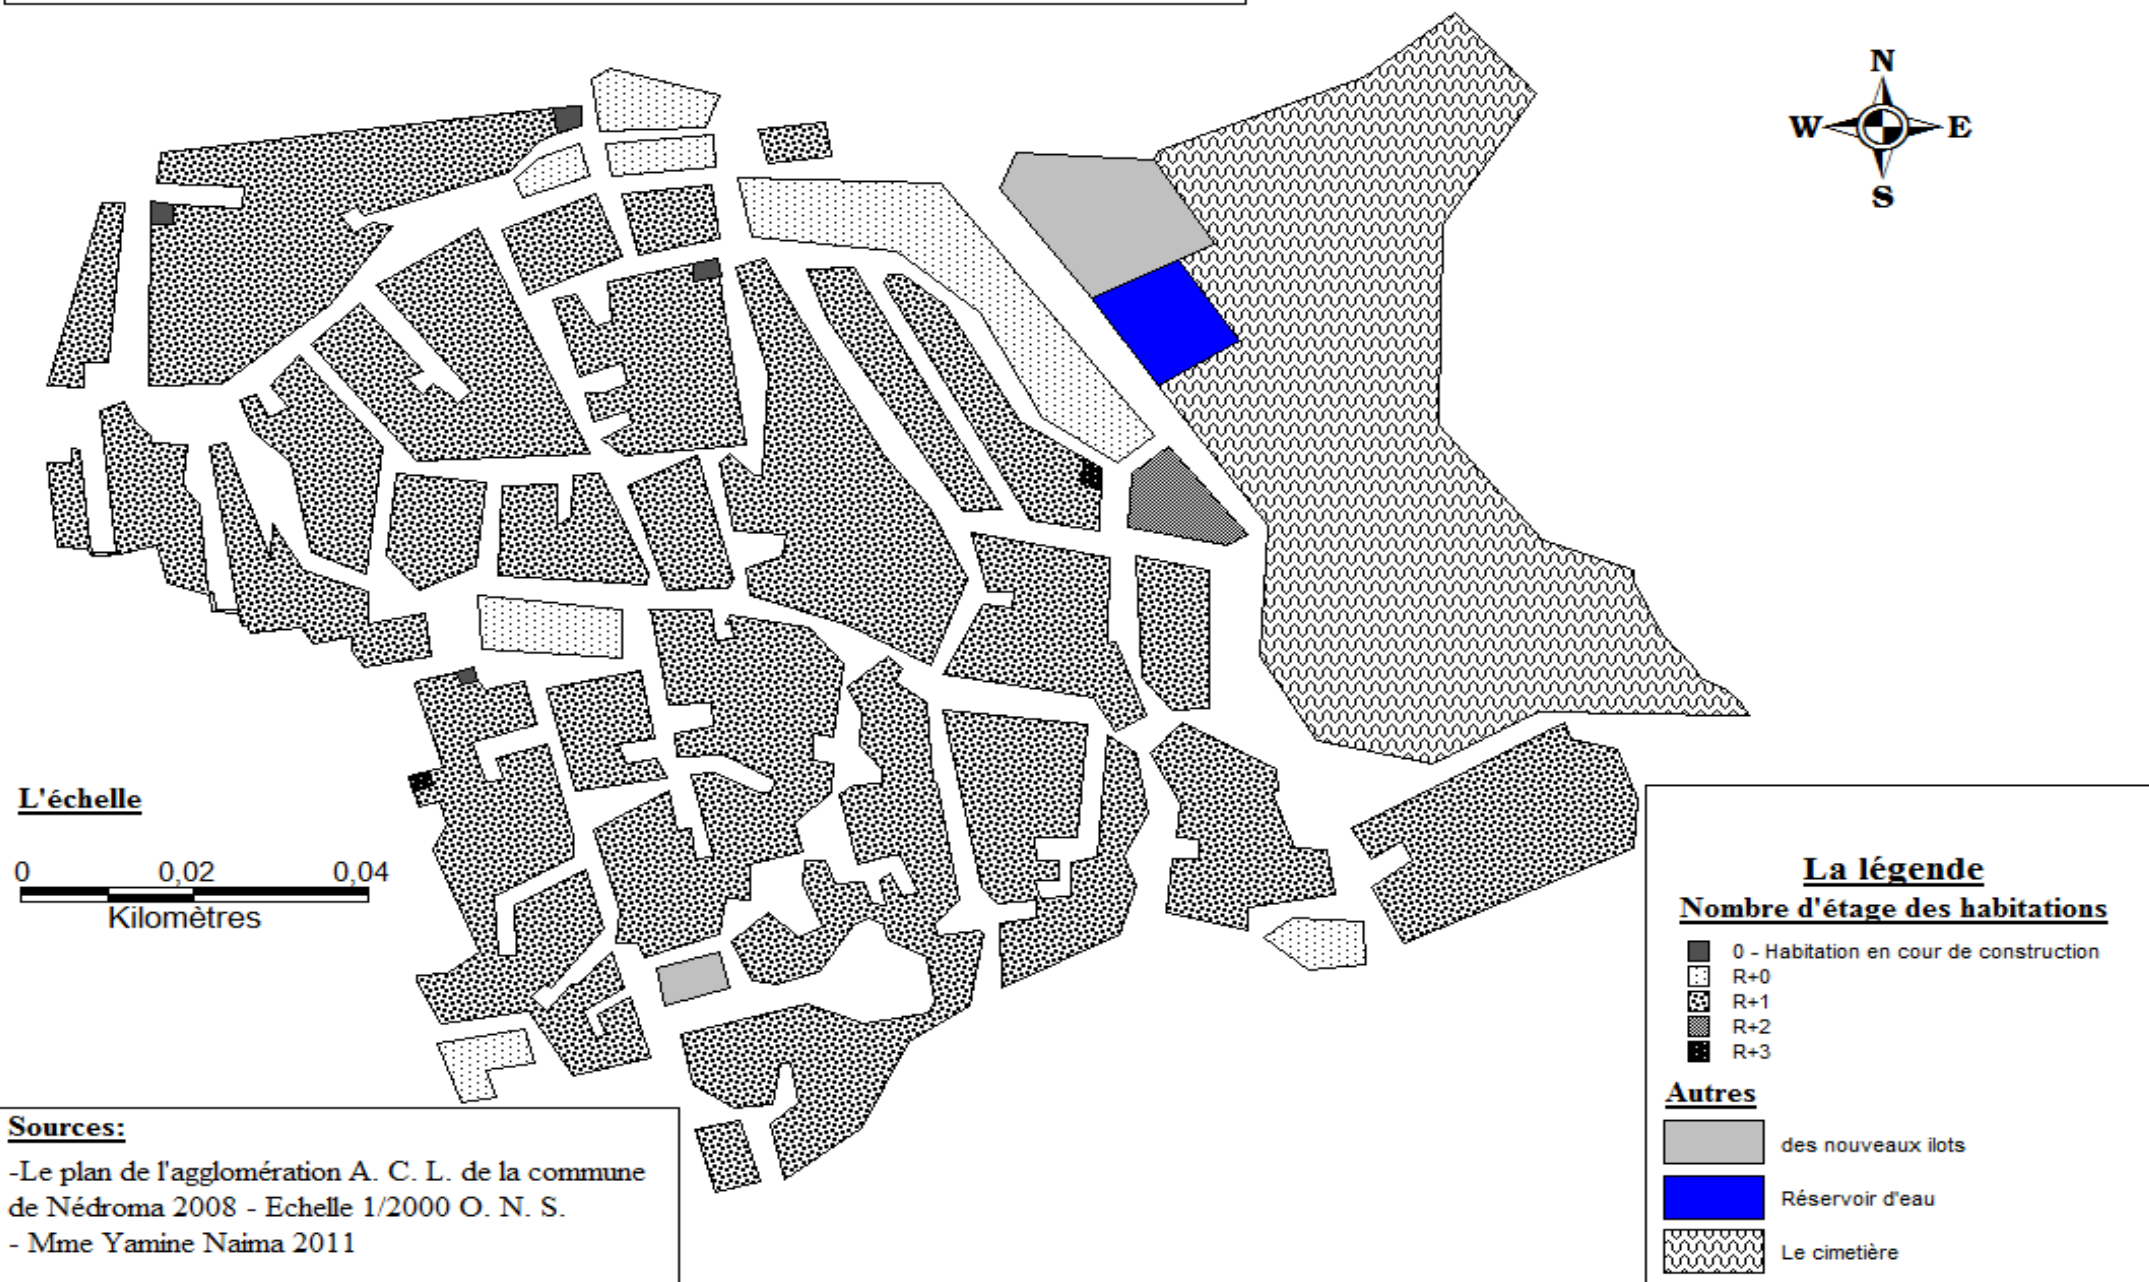 N
W E
S
L'échelle
0 0,02 0,04
Kilomètres
La légende
Nombre d'étage des habitations
0 - Habitation en cour de construction
R+0
R+1
R+2
R+3
Autres
des nouveaux ilots
Réservoir d'eau
Le cimetière
Sources:
-Le plan de l'agglomération A. C. L. de la commune
de Nédroma 2008 - Echelle 1/2000 O. N. S.
- Mme Yamine Naima 2011